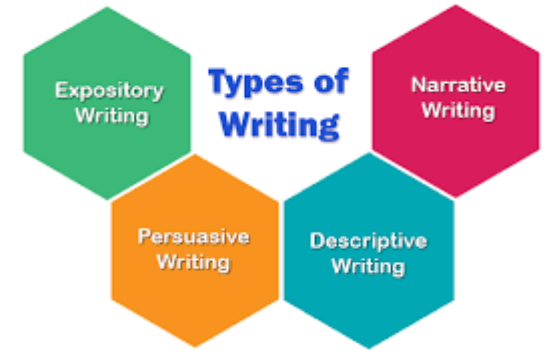 Types of
Writing
Expository
Writing
Narrative
Writing
Persuasive
Writing
Descriptive
Writing